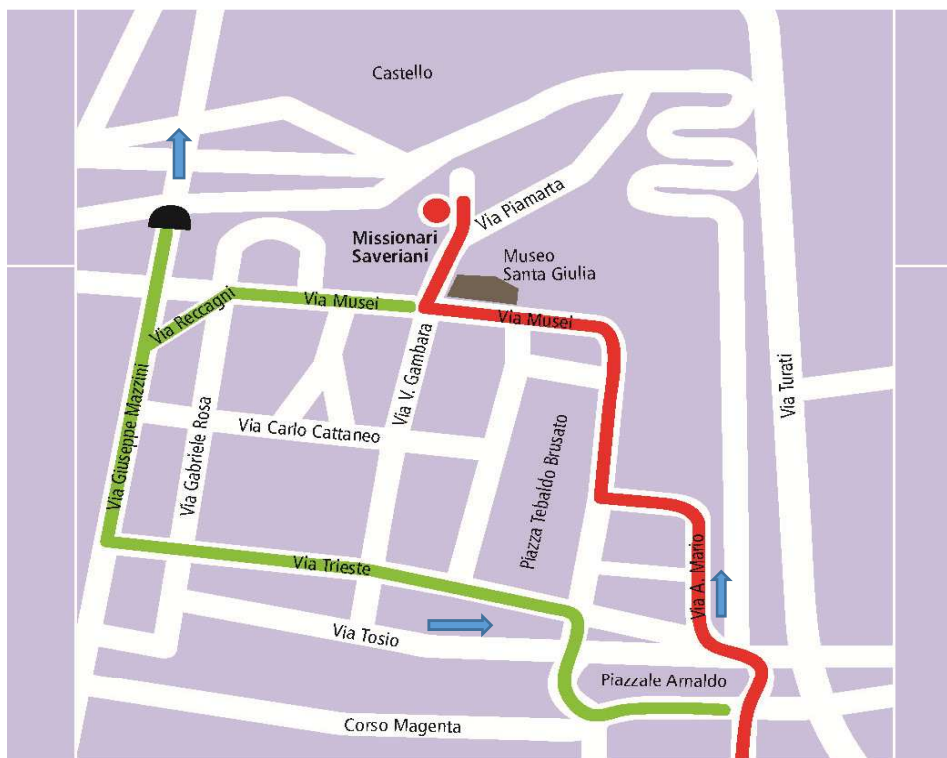 Castello
Via Piamarta
Missionari
Saveriani
Museo
Santa Giulia
Via Reccagni
Via Musei
Via Musei
Via V. Gambara
Via Turati
Via Giuseppe Mazzini
Via Gabriele Rosa
Via Carlo Cattaneo
Piazza Tebaldo Brusato
Via Trieste
Via A. Mario
Via Tosio
Piazzale Arnaldo
Corso Magenta